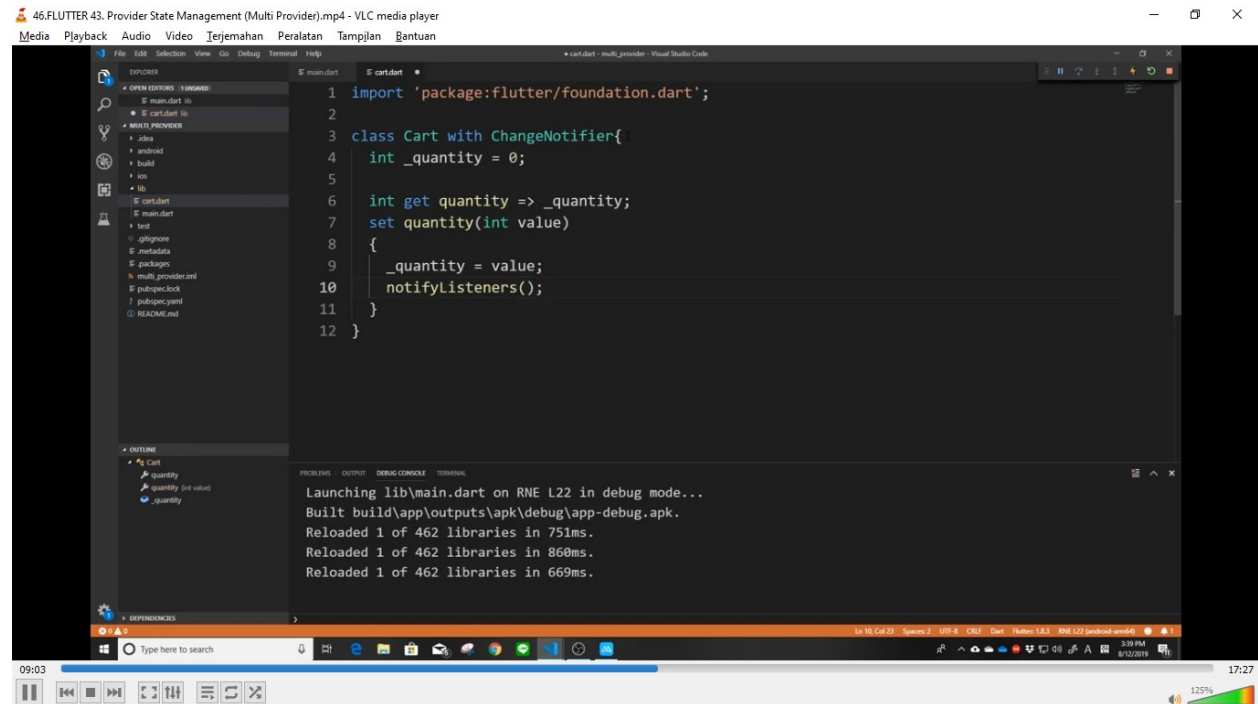 46.FLUTTER 43. Provider State Management (Multi Provider).mp4 - VLC media player
Media Playback Audio Video Terjemahan Peralatan Tampilan Bantuan
File Edit Selection View Go Debug Terminal Help
● cart.dart - multi_provider - Visual Studio Code
EXPLORER
OPEN EDITORS 1 UNSAVED
main.dart lib
cart.dart lib
MULTI_PROVIDER
.idea
android
build
ios
lib
cart.dart
main.dart
test
.gitignore
.metadata
.packages
multi_provider.iml
pubspec.lock
pubspec.yaml
README.md
OUTLINE
Cart
quantity
quantity (int value)
_quantity
DEPENDENCIES
main.dart cart.dart
1 import 'package:flutter/foundation.dart';
2
3 class Cart with ChangeNotifier{
4 int _quantity = 0;
5
6 int get quantity => _quantity;
7 set quantity(int value)
8 {
9 _quantity = value;
10 notifyListeners();
11 }
12 }
PROBLEMS OUTPUT DEBUG CONSOLE TERMINAL
Launching lib\main.dart on RNE L22 in debug mode...
Built build\app\outputs\apk\debug\app-debug.apk.
Reloaded 1 of 462 libraries in 751ms.
Reloaded 1 of 462 libraries in 860ms.
Reloaded 1 of 462 libraries in 669ms.
0 0 Ln 10, Col 23 Spaces: 2 UTF-8 CRLF Dart Flutter: 1.8.3 RNE L22 (android-arm64) 1
Type here to search
3:39 PM
8/12/2019
09:03 17:27
125%